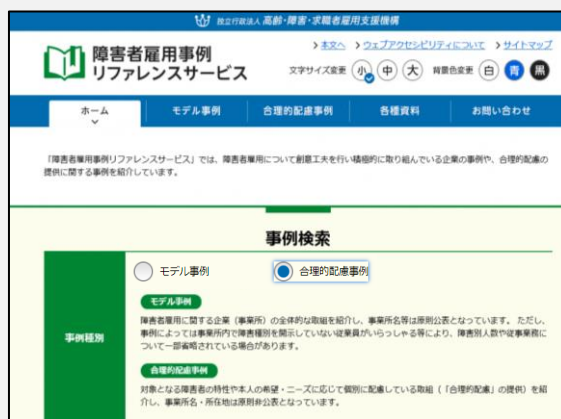 独立行政法人 高齢・障害・求職者雇用支援機構
障害者雇用事例
リファレンスサービス
本文へ ウェブアクセシビリティについて サイトマップ
文字サイズ変更 小 中 大 背景色変更 白 青 黒
ホーム モデル事例 合理的配慮事例 各種資料 お問い合わせ
「障害者雇用事例リファレンスサービス」では、障害者雇用について創意工夫を行い積極的に取り組んでいる企業の事例や、合理的配慮の
提供に関する事例を紹介しています。
事例検索
モデル事例 合理的配慮事例
モデル事例
障害者雇用に関する企業（事業所）の全体的な取組を紹介し、事業所名等は原則公表となっています。 ただし、
事例種別
事例によっては事業所内で障害種別を開示していない従業員がいらっしゃる等により、障害別人数や従事業務に
ついて一部省略されている場合があります。
合理的配慮事例
対象となる障害者の特性や本人の希望・ニーズに応じて個別に配慮している取組（「合理的配慮」の提供）を紹
介し、事業所名・所在地は原則非公表となっています。